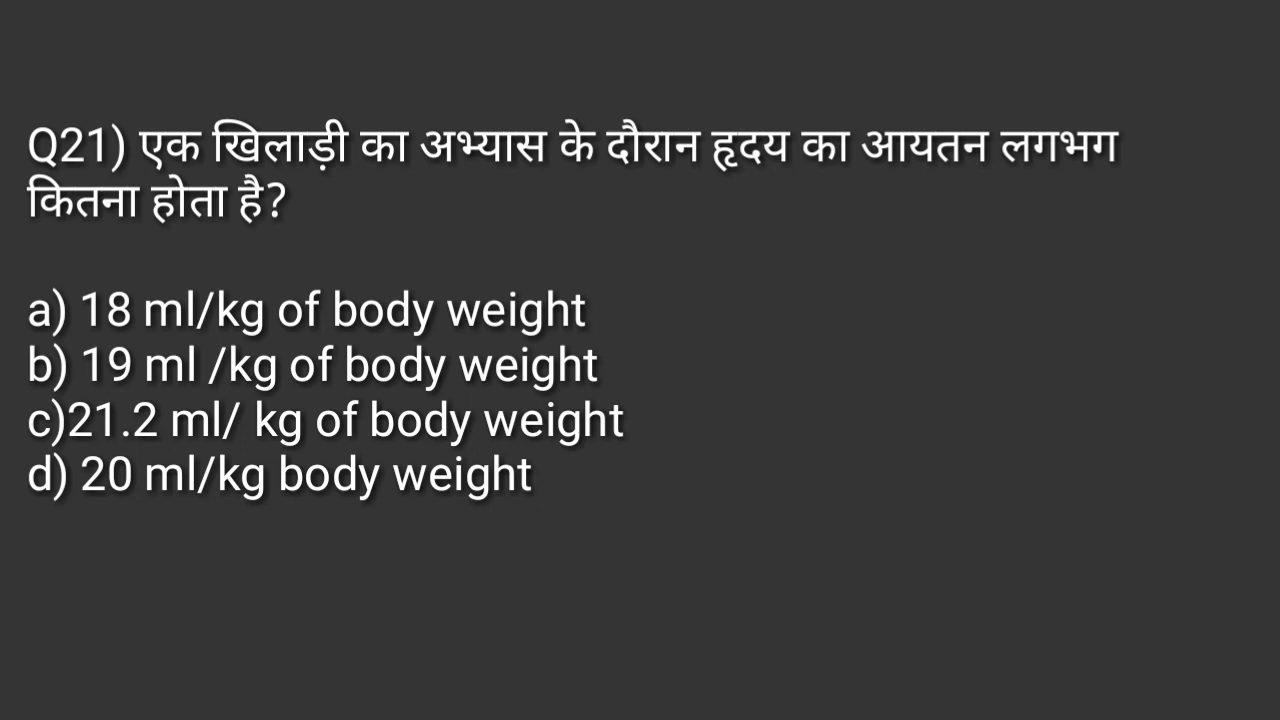 Q21) एक खिलाड़ी का अभ्यास के दौरान हृदय का आयतन लगभग
कितना होता है?
a) 18 ml/kg of body weight
b) 19 ml /kg of body weight
c)21.2 ml/ kg of body weight
d) 20 ml/kg body weight